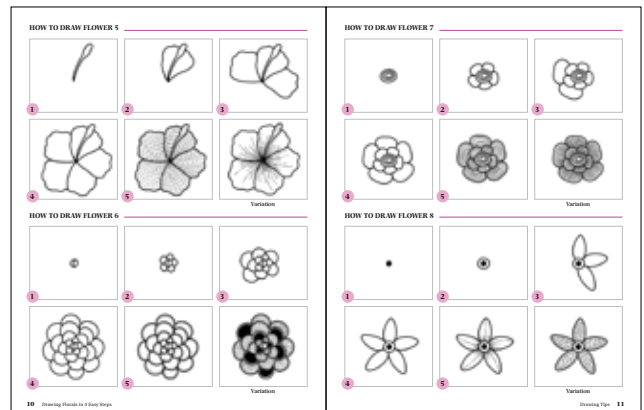 HOW TO DRAW FLOWER 5
1
2
3
4
5
Variation
HOW TO DRAW FLOWER 6
1
2
3
4
5
Variation
10 Drawing Florals in 5 Easy Steps
HOW TO DRAW FLOWER 7
1
2
3
4
5
Variation
HOW TO DRAW FLOWER 8
1
2
3
4
5
Variation
Drawing Tips 11